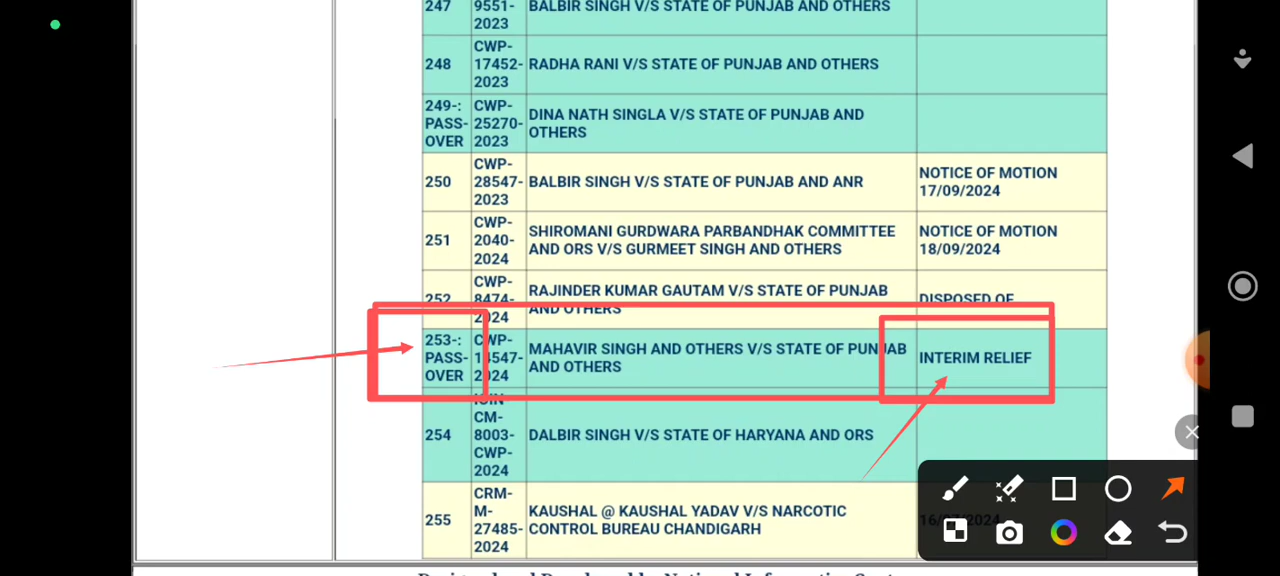 247
9551-
2023
BALBIR SINGH V/S STATE OF PUNJAB AND OTHERS
248
CWP-
17452-
2023
RADHA RANI V/S STATE OF PUNJAB AND OTHERS
249-:
PASS-
OVER
CWP-
25270-
2023
DINA NATH SINGLA V/S STATE OF PUNJAB AND
OTHERS
250
CWP-
28547-
2023
BALBIR SINGH V/S STATE OF PUNJAB AND ANR
NOTICE OF MOTION
17/09/2024
251
CWP-
2040-
2024
SHIROMANI GURDWARA PARBANDHAK COMMITTEE
AND ORS V/S GURMEET SINGH AND OTHERS
NOTICE OF MOTION
18/09/2024
252
CWP-
8474-
2024
RAJINDER KUMAR GAUTAM V/S STATE OF PUNJAB
AND OTHERS
DISPOSED OF
253-:
PASS-
OVER
CWP-
14547-
2024
MAHAVIR SINGH AND OTHERS V/S STATE OF PUNJAB
AND OTHERS
INTERIM RELIEF
254
CM-
8003-
CWP-
2024
DALBIR SINGH V/S STATE OF HARYANA AND ORS
255
CRM-
M-
27485-
2024
KAUSHAL @ KAUSHAL YADAV V/S NARCOTIC
CONTROL BUREAU CHANDIGARH